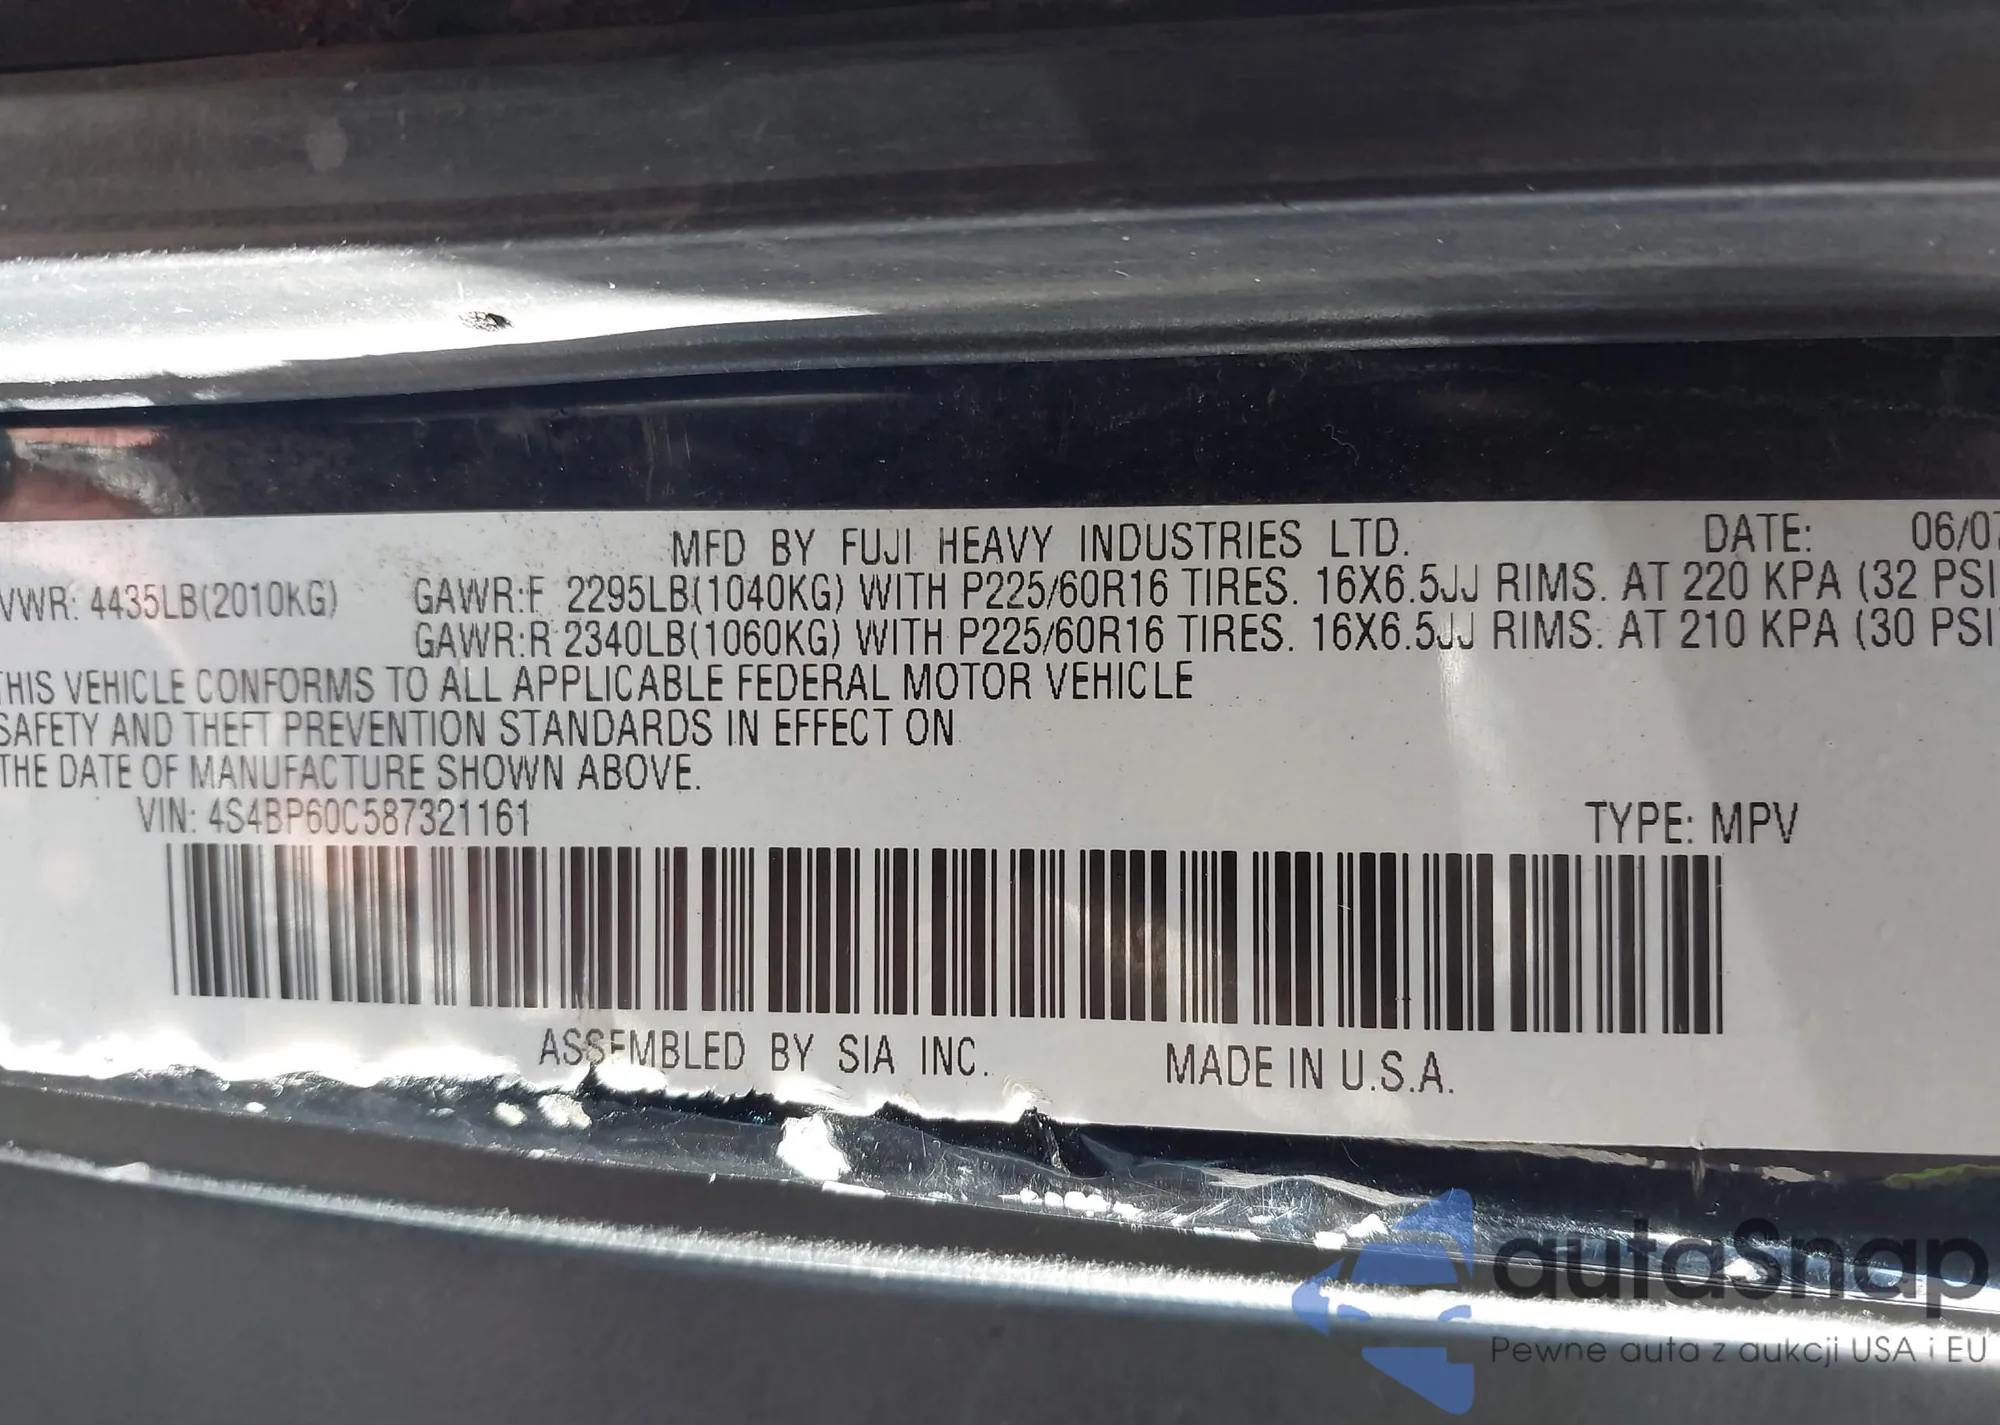 MFD BY FUJI HEAVY INDUSTRIES LTD. DATE: 06/07
VWR: 4435LB(2010KG) GAWR:F 2295LB(1040KG) WITH P225/60R16 TIRES. 16X6.5JJ RIMS. AT 220 KPA (32 PSI
GAWR:R 2340LB(1060KG) WITH P225/60R16 TIRES. 16X6.5JJ RIMS. AT 210 KPA (30 PSI
THIS VEHICLE CONFORMS TO ALL APPLICABLE FEDERAL MOTOR VEHICLE
SAFETY AND THEFT PREVENTION STANDARDS IN EFFECT ON
THE DATE OF MANUFACTURE SHOWN ABOVE.
VIN: 4S4BP60C587321161 TYPE: MPV
ASSEMBLED BY SIA INC. MADE IN U.S.A.
autoSnap
Pewne auta z aukcji USA i EU